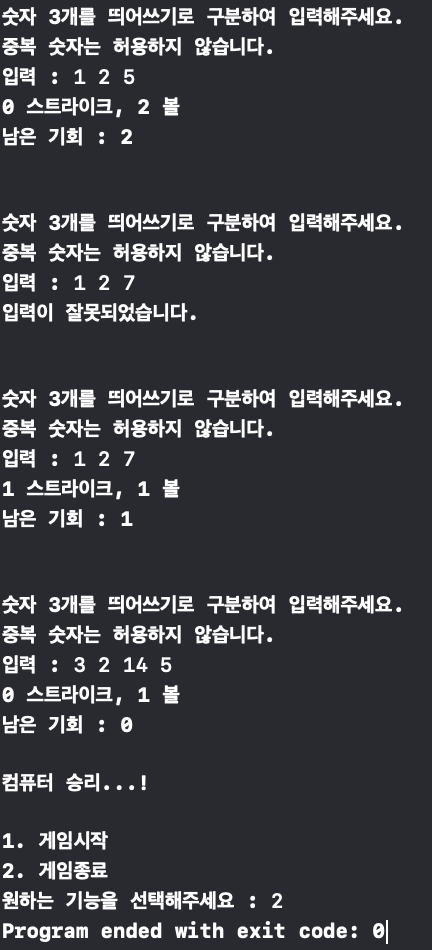 숫자 3개를 띄어쓰기로 구분하여 입력해주세요.
중복 숫자는 허용하지 않습니다.
입력 : 1 2 5
0 스트라이크, 2 볼
남은 기회 : 2
숫자 3개를 띄어쓰기로 구분하여 입력해주세요.
중복 숫자는 허용하지 않습니다.
입력 : 1 2 7
입력이 잘못되었습니다.
숫자 3개를 띄어쓰기로 구분하여 입력해주세요.
중복 숫자는 허용하지 않습니다.
입력 : 1 2 7
1 스트라이크, 1 볼
남은 기회 : 1
숫자 3개를 띄어쓰기로 구분하여 입력해주세요.
중복 숫자는 허용하지 않습니다.
입력 : 3 2 14 5
0 스트라이크, 1 볼
남은 기회 : 0
컴퓨터 승리...!
1. 게임시작
2. 게임종료
원하는 기능을 선택해주세요 : 2
Program ended with exit code: 0